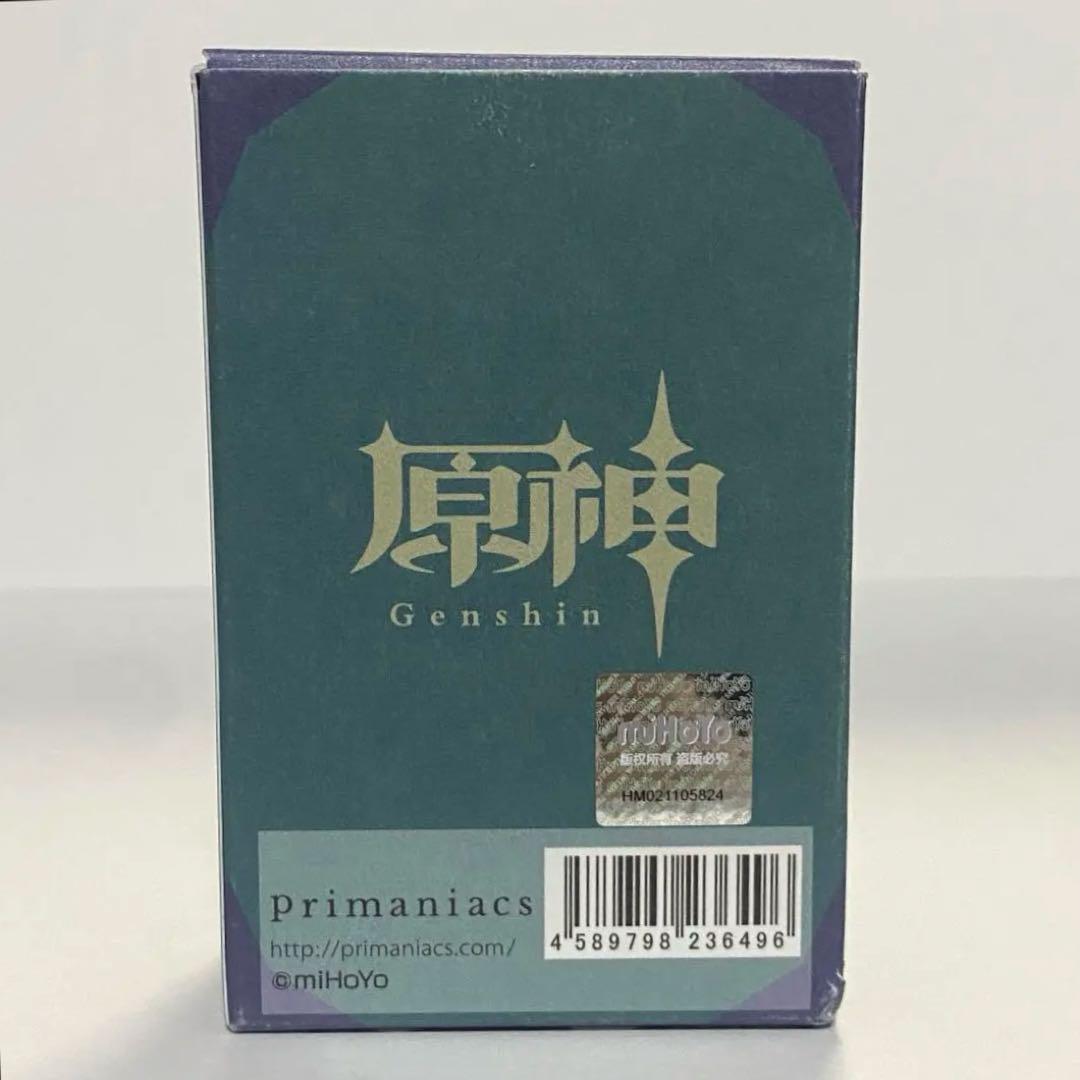 原神
Genshin
miHoYo
版权所有 盗版必究
HM021105824
primaniacs
http://primaniacs.com/
©miHoYo
4 589798 236496